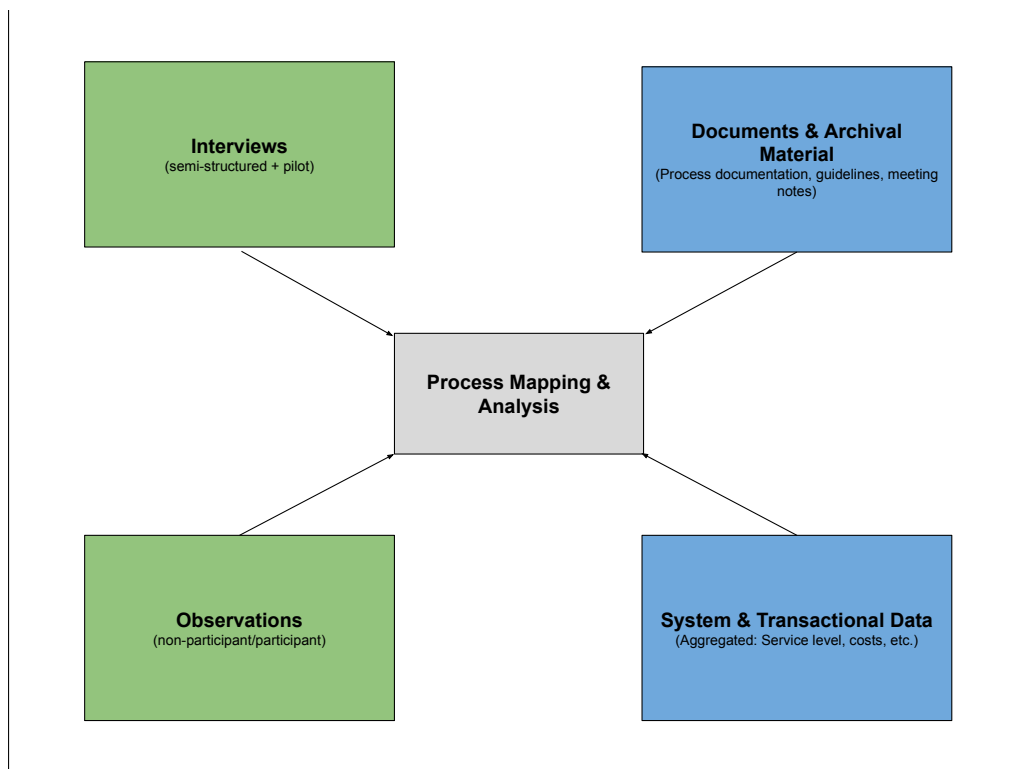 Interviews
(semi-structured + pilot)
Documents & Archival
Material
(Process documentation, guidelines, meeting
notes)
Process Mapping &
Analysis
Observations
(non-participant/participant)
System & Transactional Data
(Aggregated: Service level, costs, etc.)